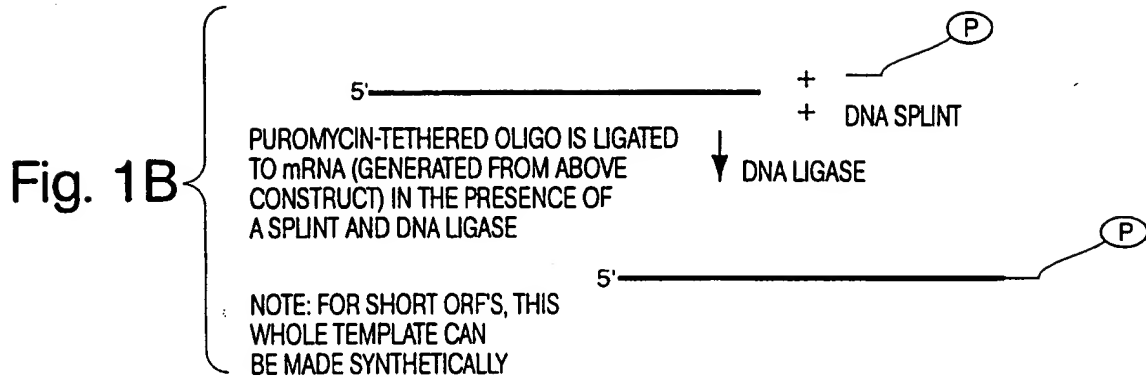 Fig. 1B
P
5'
+
+ DNA SPLINT
PUROMYCIN-TETHERED OLIGO IS LIGATED
TO mRNA (GENERATED FROM ABOVE
CONSTRUCT) IN THE PRESENCE OF
A SPLINT AND DNA LIGASE
DNA LIGASE
P
5'
NOTE: FOR SHORT ORF'S, THIS
WHOLE TEMPLATE CAN
BE MADE SYNTHETICALLY